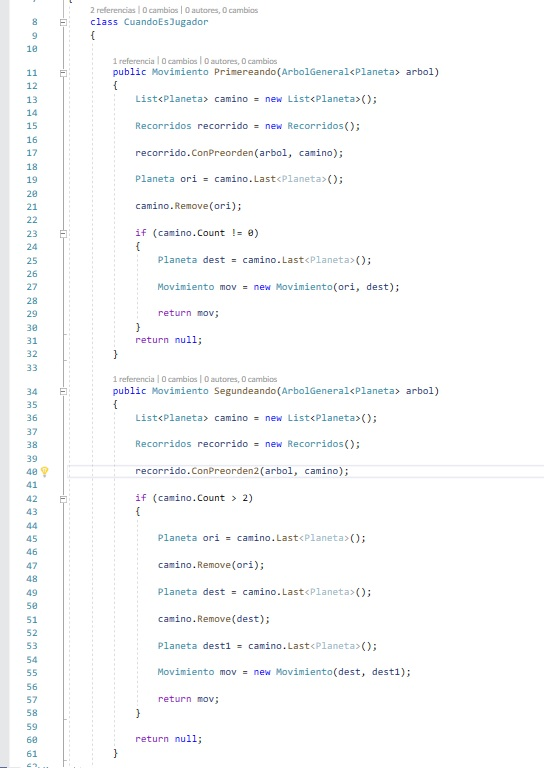 2 referencias | 0 cambios | 0 autores, 0 cambios
8 class CuandoEsJugador
9 {
10
1 referencia | 0 cambios | 0 autores, 0 cambios
11 public Movimiento Primereando(ArbolGeneral<Planeta> arbol)
12 {
13 List<Planeta> camino = new List<Planeta>();
14
15 Recorridos recorrido = new Recorridos();
16
17 recorrido.ConPreorden(arbol, camino);
18
19 Planeta ori = camino.Last<Planeta>();
20
21 camino.Remove(ori);
22
23 if (camino.Count != 0)
24 {
25 Planeta dest = camino.Last<Planeta>();
26
27 Movimiento mov = new Movimiento(ori, dest);
28
29 return mov;
30 }
31 return null;
32 }
33
1 referencia | 0 cambios | 0 autores, 0 cambios
34 public Movimiento Segundeando(ArbolGeneral<Planeta> arbol)
35 {
36 List<Planeta> camino = new List<Planeta>();
37
38 Recorridos recorrido = new Recorridos();
39
40 recorrido.ConPreorden2(arbol, camino);
41
42 if (camino.Count > 2)
43 {
44
45 Planeta ori = camino.Last<Planeta>();
46
47 camino.Remove(ori);
48
49 Planeta dest = camino.Last<Planeta>();
50
51 camino.Remove(dest);
52
53 Planeta dest1 = camino.Last<Planeta>();
54
55 Movimiento mov = new Movimiento(dest, dest1);
56
57 return mov;
58 }
59
60 return null;
61 }